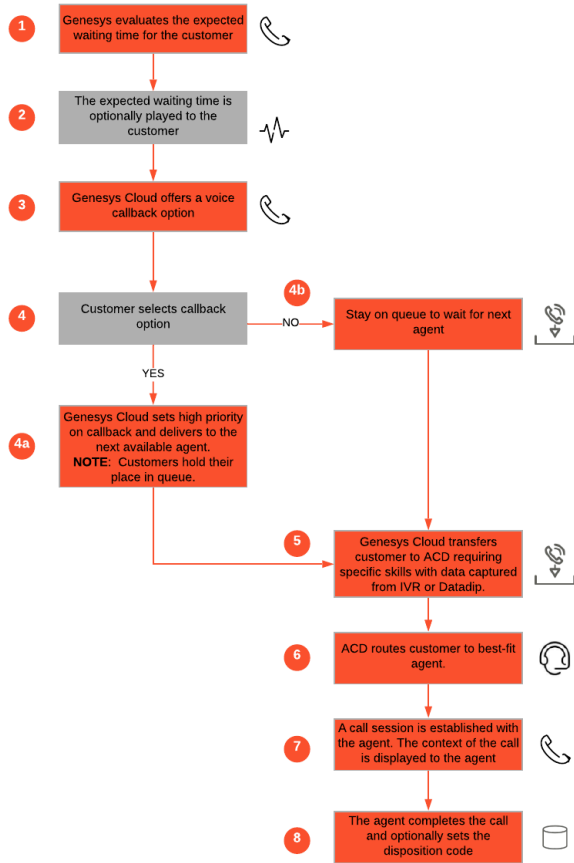 1
Genesys evaluates the expected
waiting time for the customer
2
The expected waiting time is
optionally played to the
customer
3
Genesys Cloud offers a voice
callback option
4
Customer selects callback
option
NO
4b
Stay on queue to wait for next
agent
YES
4a
Genesys Cloud sets high priority
on callback and delivers to the
next available agent.
NOTE: Customers hold their
place in queue.
5
Genesys Cloud transfers
customer to ACD requiring
specific skills with data captured
from IVR or Datadip.
6
ACD routes customer to best-fit
agent.
7
A call session is established with
the agent. The context of the call
is displayed to the agent
8
The agent completes the call
and optionally sets the
disposition code